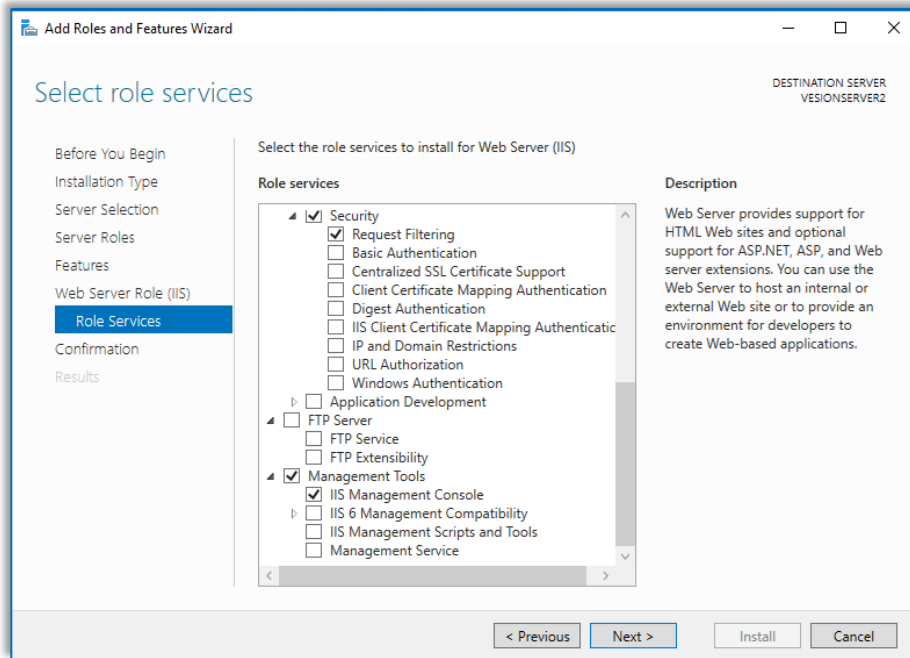 Add Roles and Features Wizard
Select role services
DESTINATION SERVER
VESIONSERVER2
Before You Begin
Installation Type
Server Selection
Server Roles
Features
Web Server Role (IIS)
Role Services
Confirmation
Results
Select the role services to install for Web Server (IIS)
Role services
Security
Request Filtering
Basic Authentication
Centralized SSL Certificate Support
Client Certificate Mapping Authentication
Digest Authentication
IIS Client Certificate Mapping Authenticatic
IP and Domain Restrictions
URL Authorization
Windows Authentication
Application Development
FTP Server
FTP Service
FTP Extensibility
Management Tools
IIS Management Console
IIS 6 Management Compatibility
IIS Management Scripts and Tools
Management Service
Description
Web Server provides support for
HTML Web sites and optional
support for ASP.NET, ASP, and Web
server extensions. You can use the
Web Server to host an internal or
external Web site or to provide an
environment for developers to
create Web-based applications.
< Previous
Next >
Install
Cancel